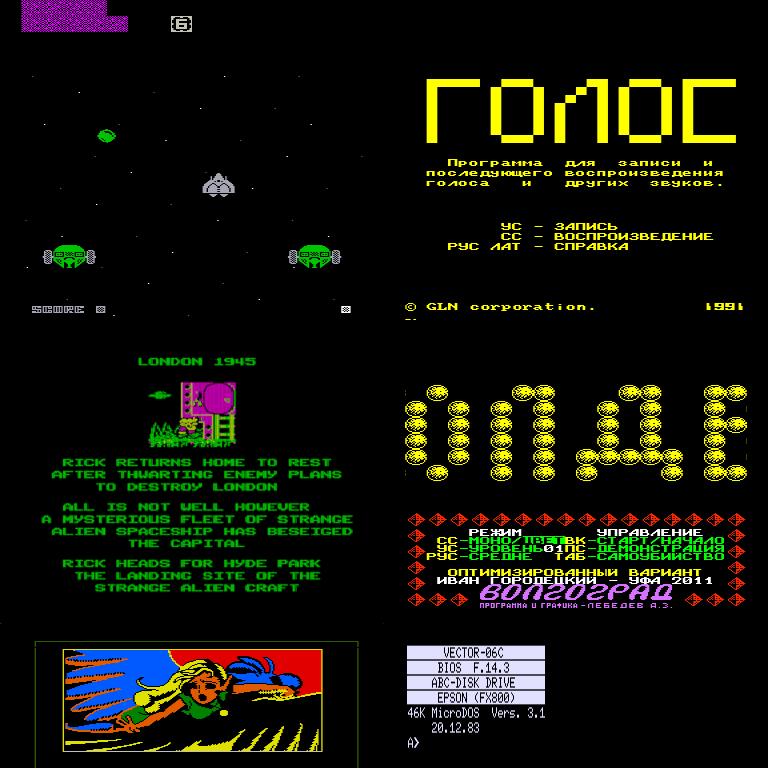 6
SCORE 0
0
ГОЛОС
Программа для записи и
последующего воспроизведения
голоса и других звуков.
УС - ЗАПИСЬ
СС - ВОСПРОИЗВЕДЕНИЕ
РУС ЛАТ - СПРАВКА
© GLN corporation. 1991
LONDON 1945
RICK RETURNS HOME TO REST
AFTER THWARTING ENEMY PLANS
TO DESTROY LONDON
ALL IS NOT WELL HOWEVER
A MYSTERIOUS FLEET OF STRANGE
ALIEN SPACESHIP HAS BESEIGED
THE CAPITAL
RICK HEADS FOR HYDE PARK
THE LANDING SITE OF THE
STRANGE ALIEN CRAFT
РЕЖИМ УПРАВЛЕНИЕ
СС-МОНО/ЦВЕТ ВК-СТАРТ/НАЧАЛО
УС-УРОВЕНЬ01 ПС-ДЕМОНСТРАЦИЯ
РУС-СРЕДНЕ ТАБ-САМОУБИЙСТВО
ОПТИМИЗИРОВАННЫЙ ВАРИАНТ
ИВАН ГОРОДЕЦКИЙ - УФА 2011
ВОЛГОГРАД
ПРОГРАММА И ГРАФИКА-ЛЕБЕДЕВ А.З.
VECTOR-06C
BIOS F.14.3
ABC-DISK DRIVE
EPSON (FX800)
46K MicroDOS Vers. 3.1
20.12.83
A>